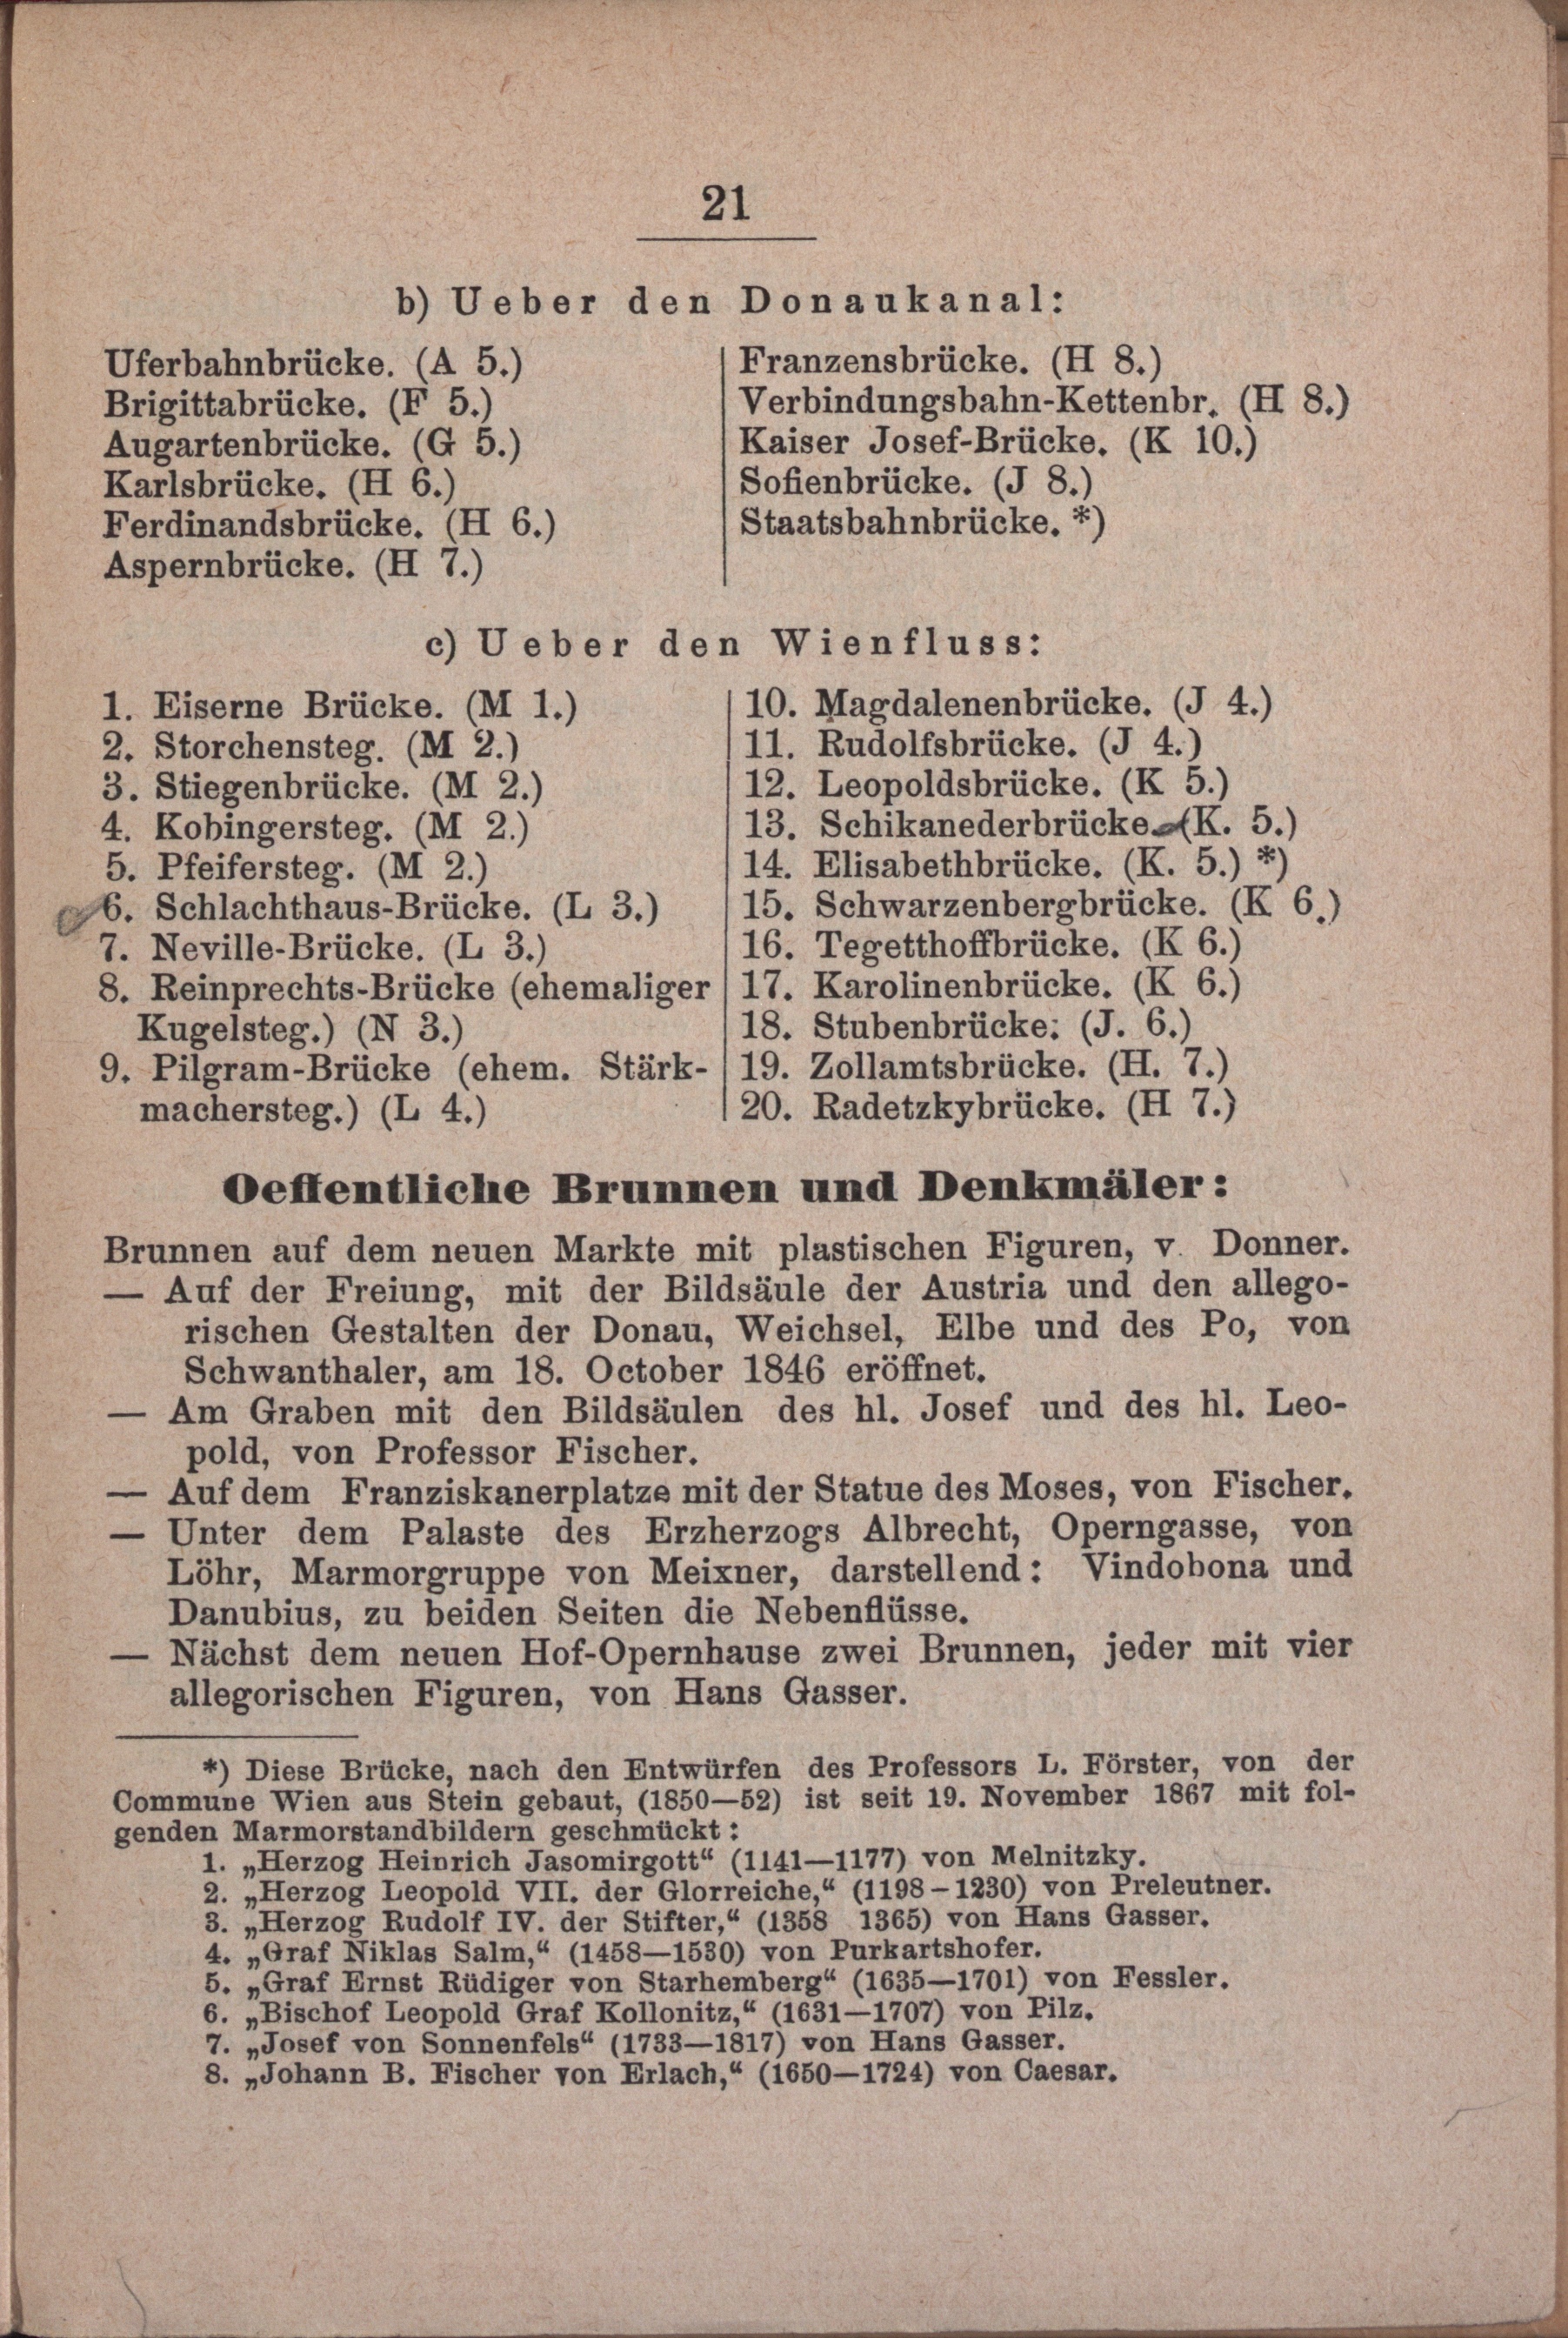 21
b) Ueber den Donaukanal:
Uferbahnbrücke. (A 5.)
Brigittabrücke. (F 5.)
Augartenbrücke. (G 5.)
Karlsbrücke. (H 6.)
Ferdinandsbrücke. (H 6.)
Aspernbrücke. (H 7.)
Franzensbrücke. (H 8.)
Verbindungsbahn-Kettenbr. (H 8.)
Kaiser Josef-Brücke. (K 10.)
Sofienbrücke. (J 8.)
Staatsbahnbrücke. *)
c) Ueber den Wienfluss:
1. Eiserne Brücke. (M 1.)
2. Storchensteg. (M 2.)
3. Stiegenbrücke. (M 2.)
4. Kobingersteg. (M 2.)
5. Pfeifersteg. (M 2.)
6. Schlachthaus-Brücke. (L 3.)
7. Neville-Brücke. (L 3.)
8. Reinprechts-Brücke (ehemaliger
Kugelsteg.) (N 3.)
9. Pilgram-Brücke (ehem. Stärk-
machersteg.) (L 4.)
10. Magdalenenbrücke. (J 4.)
11. Rudolfsbrücke. (J 4.)
12. Leopoldsbrücke. (K 5.)
13. Schikanederbrücke. (K. 5.)
14. Elisabethbrücke. (K. 5.) *)
15. Schwarzenbergbrücke. (K 6.)
16. Tegetthoffbrücke. (K 6.)
17. Karolinenbrücke. (K 6.)
18. Stubenbrücke. (J. 6.)
19. Zollamtsbrücke. (H. 7.)
20. Radetzkybrücke. (H 7.)
Oeffentliche Brunnen und Denkmäler:
Brunnen auf dem neuen Markte mit plastischen Figuren, v. Donner.
— Auf der Freiung, mit der Bildsäule der Austria und den allego-
rischen Gestalten der Donau, Weichsel, Elbe und des Po, von
Schwanthaler, am 18. October 1846 eröffnet.
— Am Graben mit den Bildsäulen des hl. Josef und des hl. Leo-
pold, von Professor Fischer.
— Auf dem Franziskanerplatze mit der Statue des Moses, von Fischer.
— Unter dem Palaste des Erzherzogs Albrecht, Operngasse, von
Löhr, Marmorgruppe von Meixner, darstellend: Vindobona und
Danubius, zu beiden Seiten die Nebenflüsse.
— Nächst dem neuen Hof-Opernhause zwei Brunnen, jeder mit vier
allegorischen Figuren, von Hans Gasser.
*) Diese Brücke, nach den Entwürfen des Professors L. Förster, von der
Commune Wien aus Stein gebaut, (1850—52) ist seit 19. November 1867 mit fol-
genden Marmorstandbildern geschmückt:
1. „Herzog Heinrich Jasomirgott“ (1141—1177) von Melnitzky.
2. „Herzog Leopold VII. der Glorreiche,“ (1198–1230) von Preleutner.
3. „Herzog Rudolf IV. der Stifter,“ (1358 1365) von Hans Gasser.
4. „Graf Niklas Salm,“ (1458—1530) von Purkartshofer.
5. „Graf Ernst Rüdiger von Starhemberg“ (1635—1701) von Fessler.
6. „Bischof Leopold Graf Kollonitz,“ (1631—1707) von Pilz.
7. „Josef von Sonnenfels“ (1733—1817) von Hans Gasser.
8. „Johann B. Fischer von Erlach,“ (1650—1724) von Caesar.